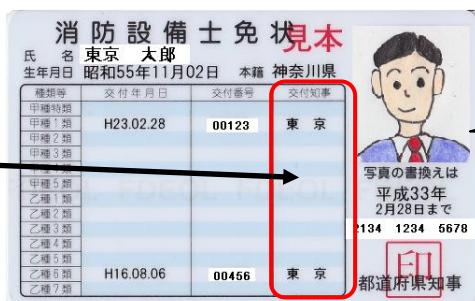 消防設備士免状
見本
氏名 東京 太郎
生年月日 昭和55年11月02日 本籍 神奈川県
種類等 交付年月日 交付番号 交付知事
甲種特類
甲種1類 H23.02.28 00123 東京
甲種2類
甲種3類
甲種5類
乙種1類
乙種2類
乙種3類
乙種4類
乙種5類
乙種6類 H16.08.06 00456 東京
乙種7類
写真の書換えは
平成33年
2月28日まで
2134 1234 5678
印
都道府県知事